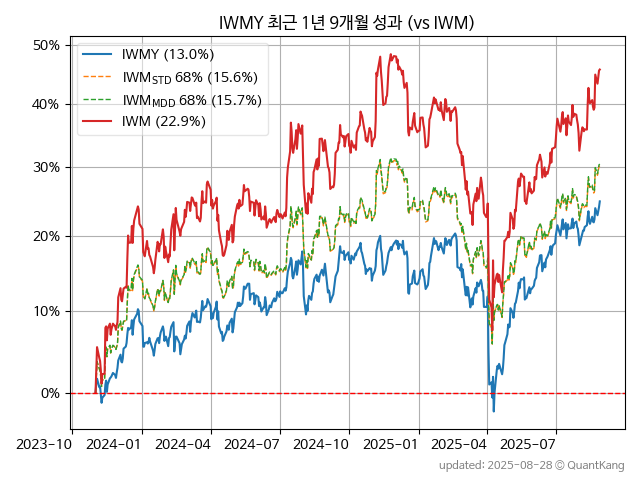 IWMY 최근 1년 9개월 성과 (vs IWM)
50%
40%
30%
20%
10%
0%
IWMY (13.0%)
IWM_STD 68% (15.6%)
IWM_MDD 68% (15.7%)
IWM (22.9%)
2023-10 2024-01 2024-04 2024-07 2024-10 2025-01 2025-04 2025-07
updated: 2025-08-28 © QuantKang